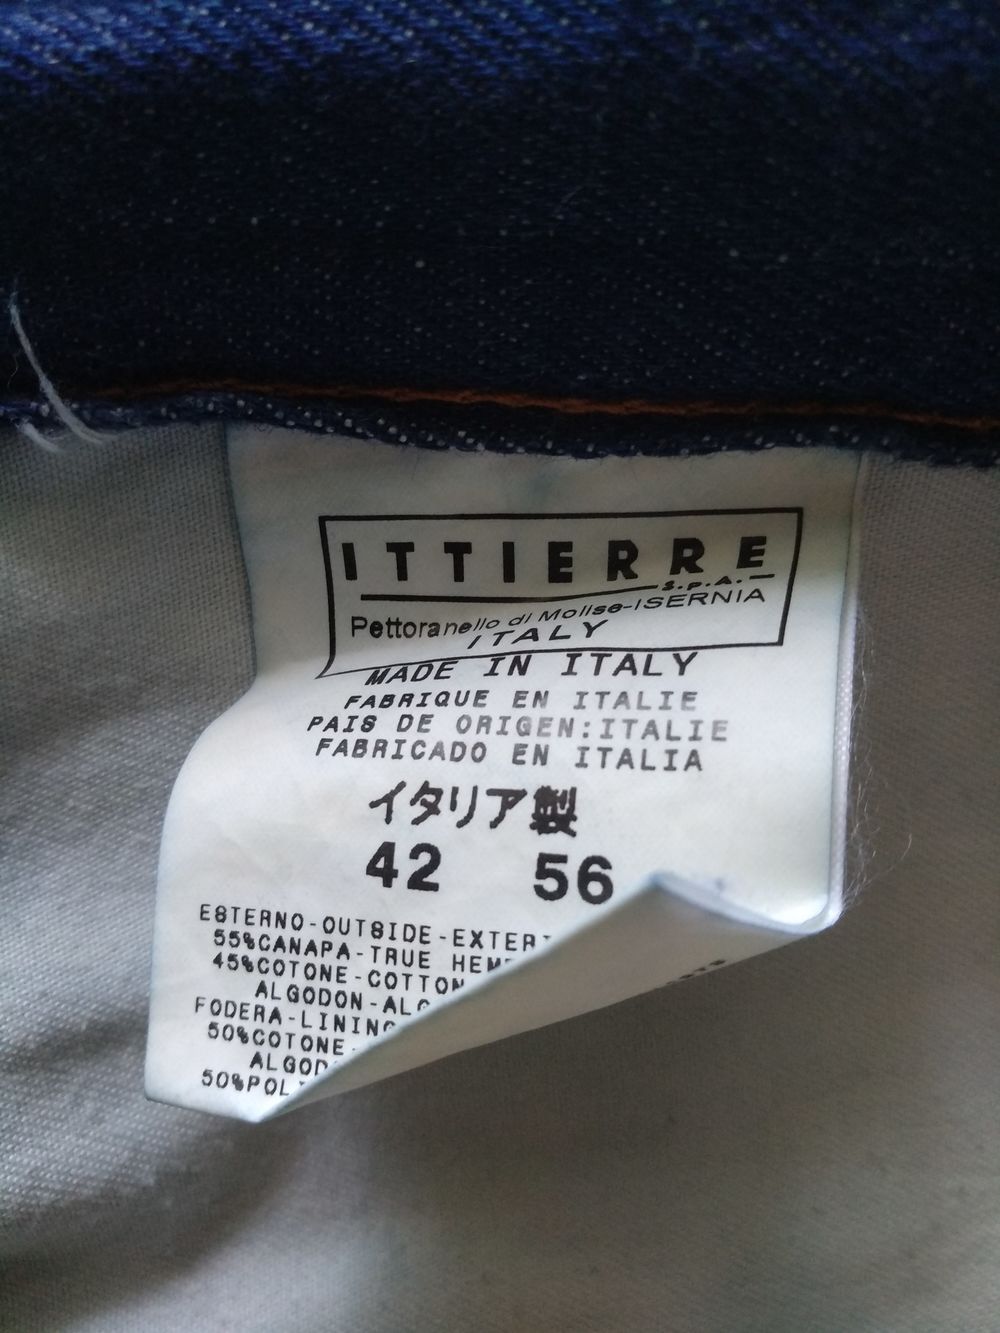 ITTIERRE
S.p.A.
Pettoranello di Molise-ISERNIA
ITALY
MADE IN ITALY
FABRIQUE EN ITALIE
PAIS DE ORIGEN:ITALIE
FABRICADO EN ITALIA
イタリア製
42 56
ESTERNO-OUTSIDE-EXTER
55%CANAPA-TRUE HEM
45%COTONE-COTTON
ALGODON-ALG
FODERA-LINING
50%COTONE-
ALGOD
50%POL